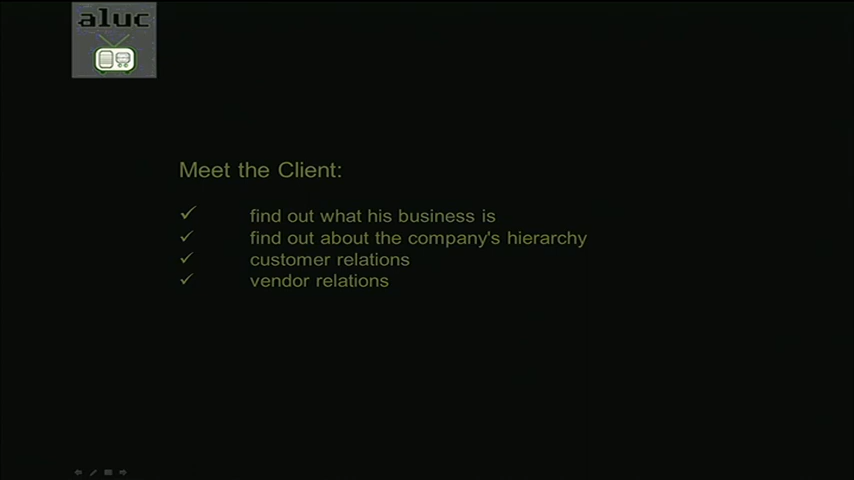 aluc
Meet the Client:
✓ find out what his business is
✓ find out about the company's hierarchy
✓ customer relations
✓ vendor relations